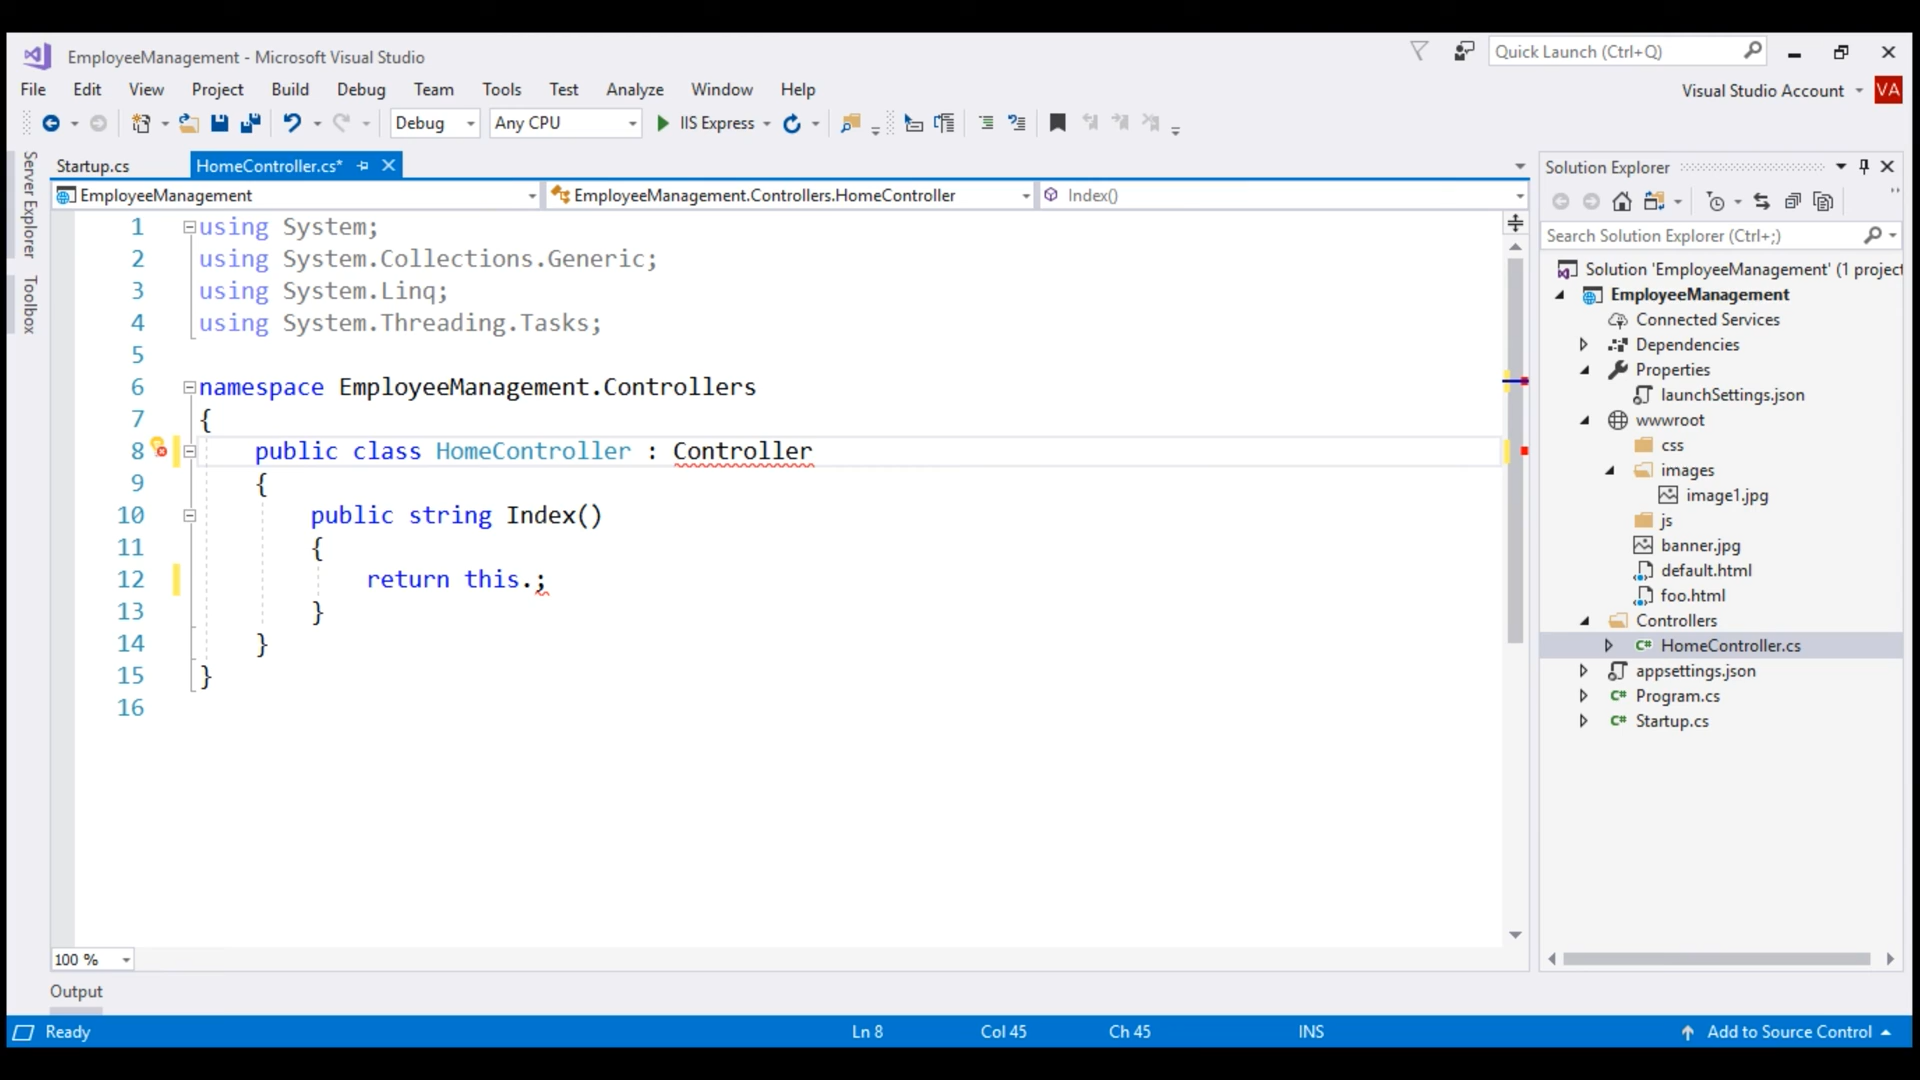 EmployeeManagement - Microsoft Visual Studio
Quick Launch (Ctrl+Q)
File Edit View Project Build Debug Team Tools Test Analyze Window Help
Visual Studio Account VA
Debug Any CPU IIS Express
Server Explorer
Toolbox
Startup.cs HomeController.cs*
EmployeeManagement EmployeeManagement.Controllers.HomeController Index()
1 using System;
2 using System.Collections.Generic;
3 using System.Linq;
4 using System.Threading.Tasks;
5
6 namespace EmployeeManagement.Controllers
7 {
8 public class HomeController : Controller
9 {
10 public string Index()
11 {
12 return this.;
13 }
14 }
15 }
16
100 %
Output
Solution Explorer
Search Solution Explorer (Ctrl+;)
Solution 'EmployeeManagement' (1 project
EmployeeManagement
Connected Services
Dependencies
Properties
launchSettings.json
wwwroot
css
images
image1.jpg
js
banner.jpg
default.html
foo.html
Controllers
C# HomeController.cs
appsettings.json
C# Program.cs
C# Startup.cs
Ready Ln 8 Col 45 Ch 45 INS Add to Source Control